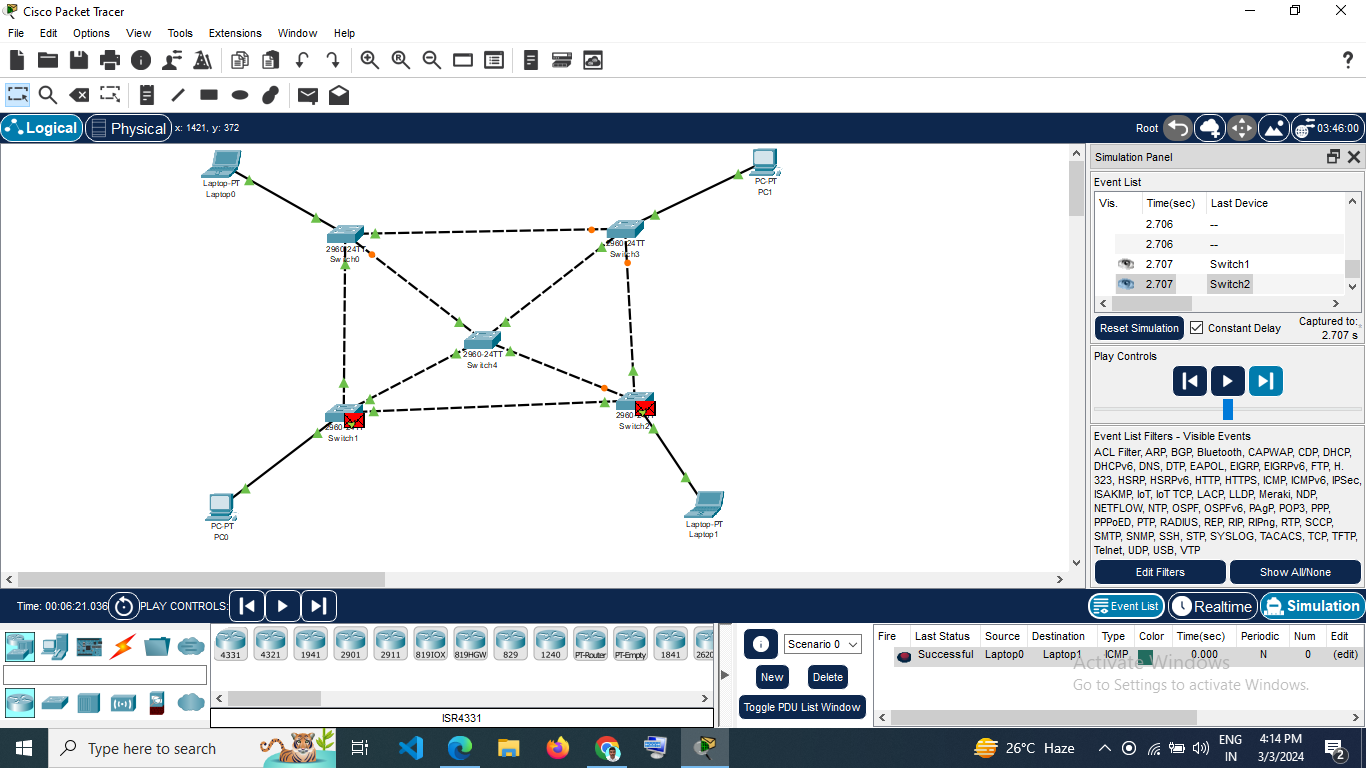 Cisco Packet Tracer
File Edit Options View Tools Extensions Window Help
Logical Physical x: 1421, y: 372 Root 03:46:00
Laptop-PT
Laptop0
PC-PT
PC1
2960-24TT
Switch0
2960-24TT
Switch3
2960-24TT
Switch4
2960-24TT
Switch1
Switch2
PC-PT
PC0
Laptop-PT
Laptop1
Simulation Panel
Event List
Vis. Time(sec) Last Device
2.706 --
2.706 --
2.707 Switch1
2.707 Switch2
Reset Simulation Constant Delay Captured to:
2.707 s
Play Controls
Event List Filters - Visible Events
ACL Filter, ARP, BGP, Bluetooth, CAPWAP, CDP, DHCP,
DHCPv6, DNS, DTP, EAPOL, EIGRP, EIGRPv6, FTP, H.
323, HSRP, HSRPv6, HTTP, HTTPS, ICMP, ICMPv6, IPSec,
ISAKMP, IoT, IoT TCP, LACP, LLDP, Meraki, NDP,
NETFLOW, NTP, OSPF, OSPFv6, PAgP, POP3, PPP,
PPPoED, PTP, RADIUS, REP, RIP, RIPng, RTP, SCCP,
SMTP, SNMP, SSH, STP, SYSLOG, TACACS, TCP, TFTP,
Telnet, UDP, USB, VTP
Edit Filters Show All/None
Time: 00:06:21.036 PLAY CONTROLS: Event List Realtime Simulation
4331 4321 1941 2901 2911 819IOX 819HGW 829 1240 PT-Router PT-Empty 1841 2620
ISR4331
Scenario 0
New Delete
Toggle PDU List Window
Fire Last Status Source Destination Type Color Time(sec) Periodic Num Edit
Successful Laptop0 Laptop1 ICMP 0.000 N 0 (edit)
Activate Windows
Go to Settings to activate Windows.
Type here to search
26°C Haze
ENG
IN
4:14 PM
3/3/2024
2